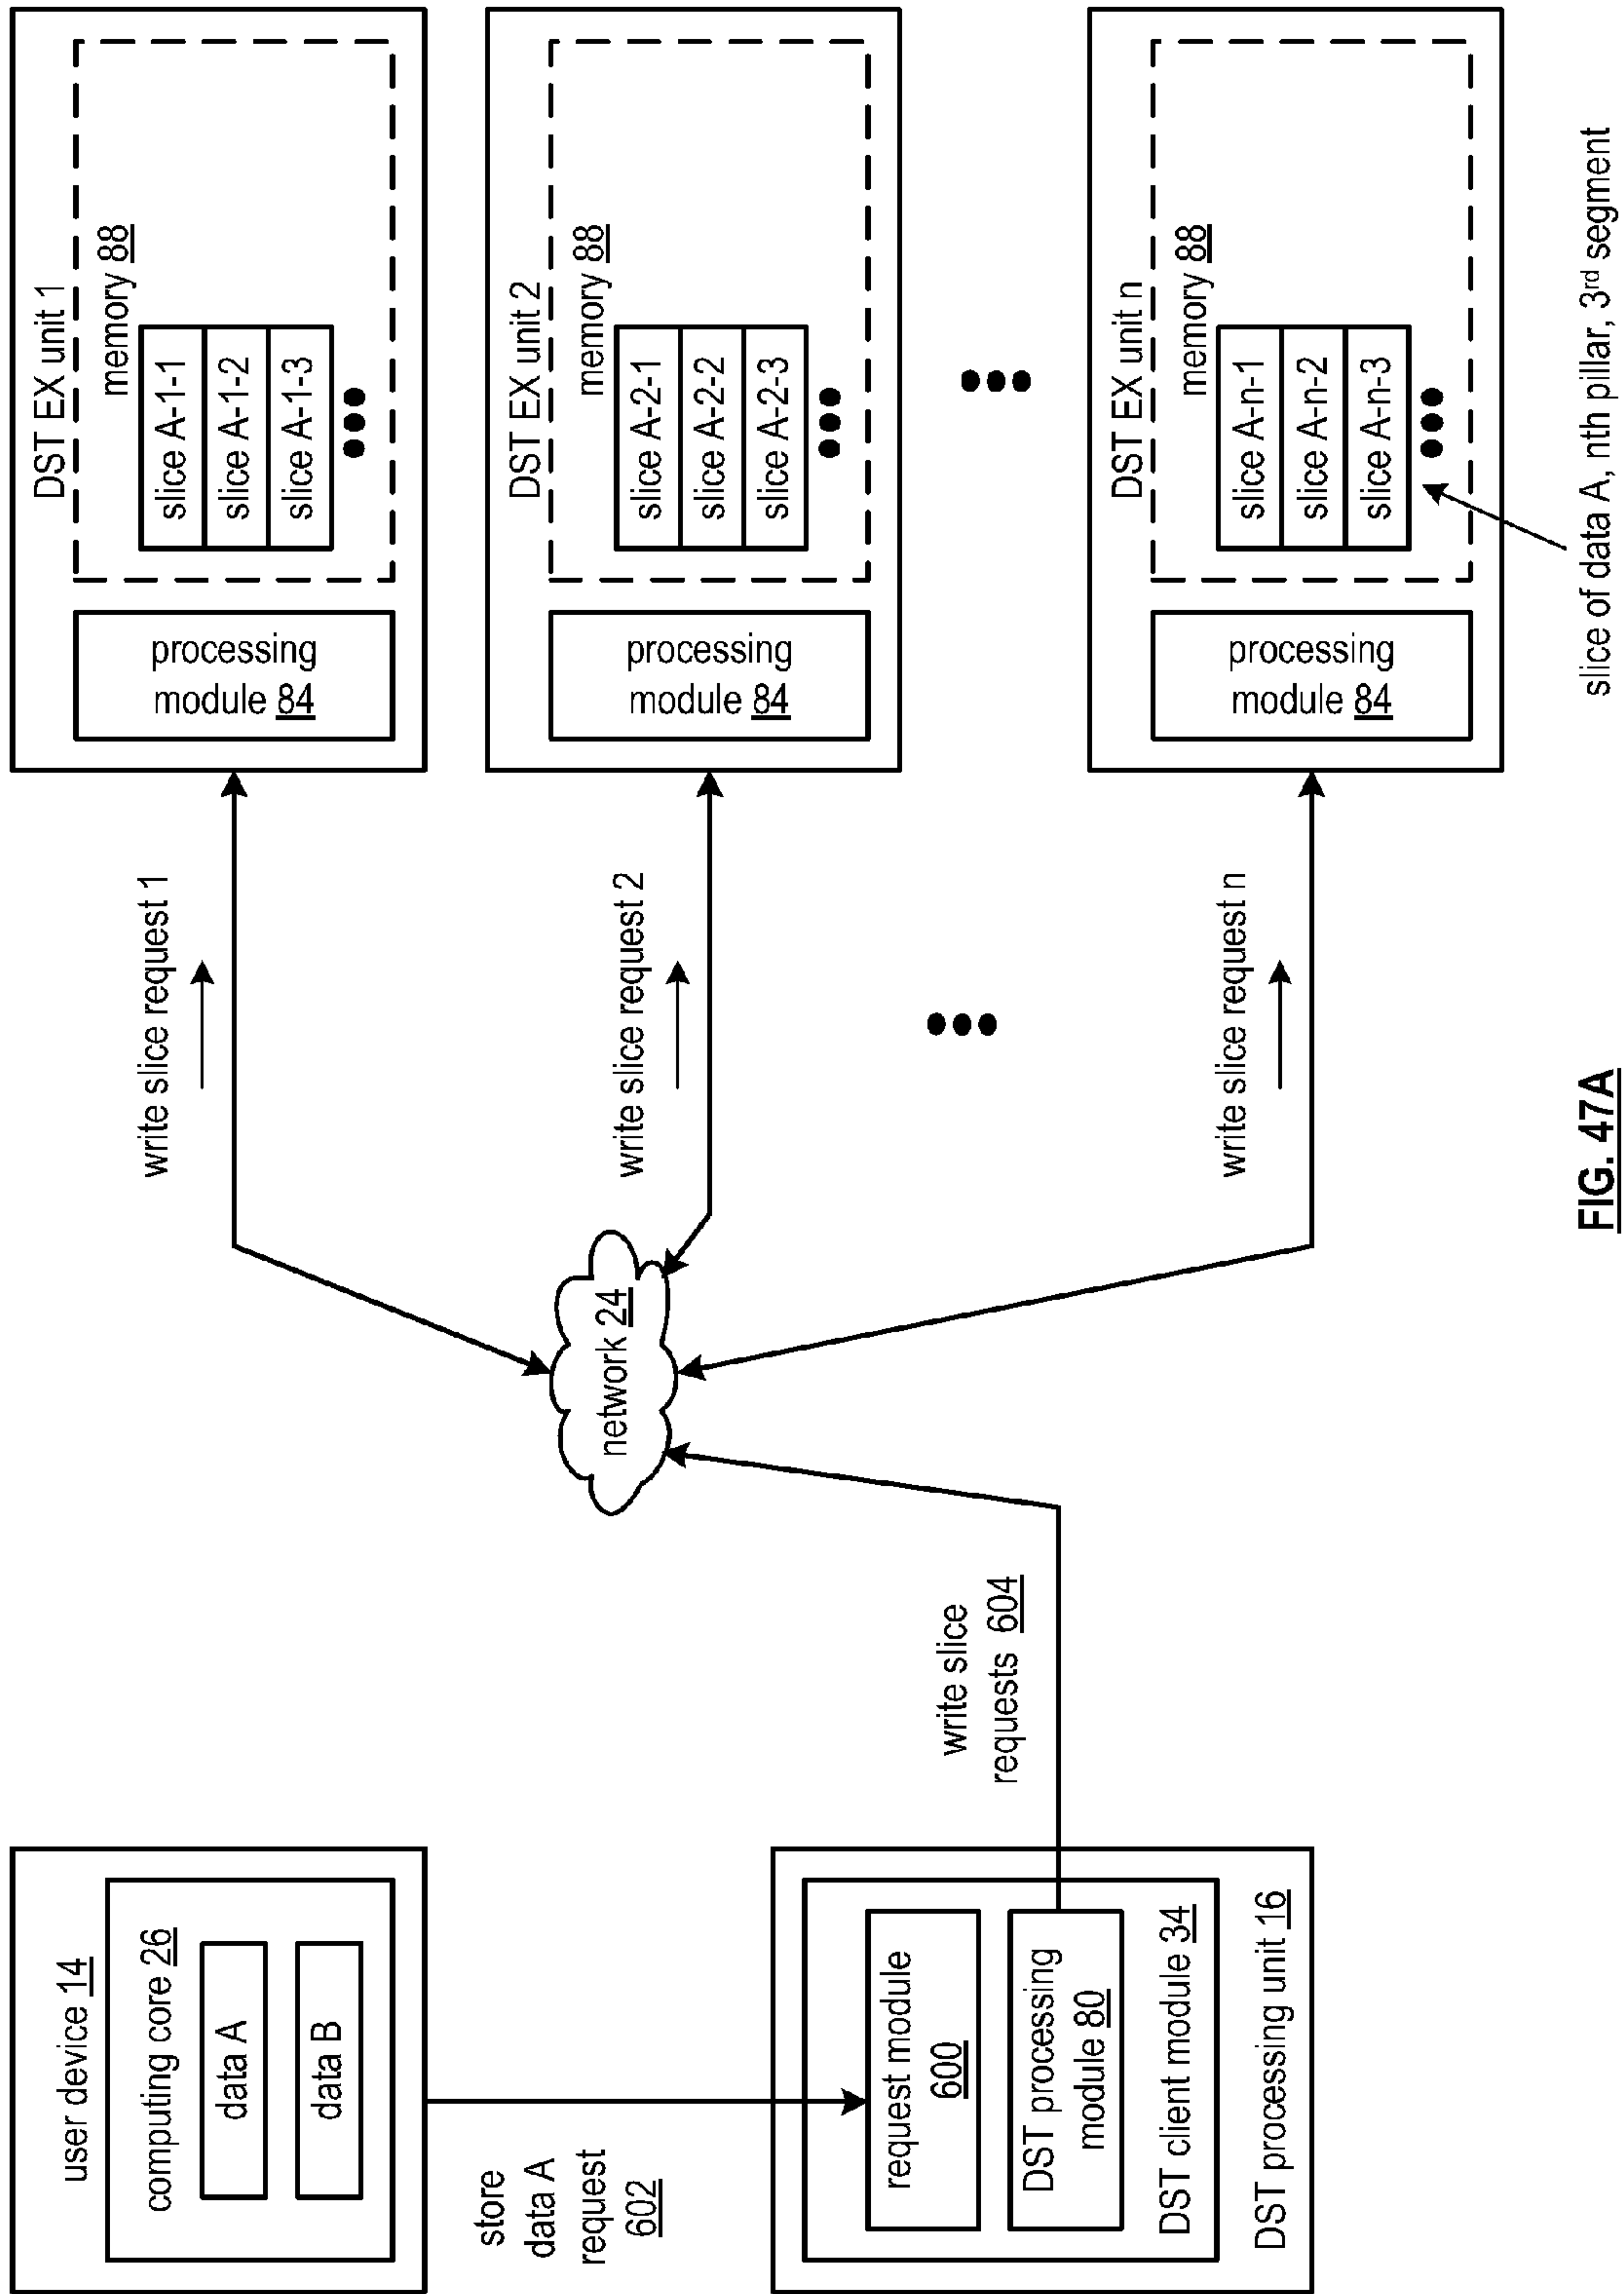 user device 14
computing core 26
data A
data B
store
data A
request
602
request module
600
DST processing
module 80
DST client module 34
DST processing unit 16
write slice
requests 604
network 24
write slice request 1
write slice request 2
write slice request n
DST EX unit 1
processing
module 84
memory 88
slice A-1-1
slice A-1-2
slice A-1-3
DST EX unit 2
processing
module 84
memory 88
slice A-2-1
slice A-2-2
slice A-2-3
DST EX unit n
processing
module 84
memory 88
slice A-n-1
slice A-n-2
slice A-n-3
slice of data A, nth pillar, 3rd segment
FIG. 47A